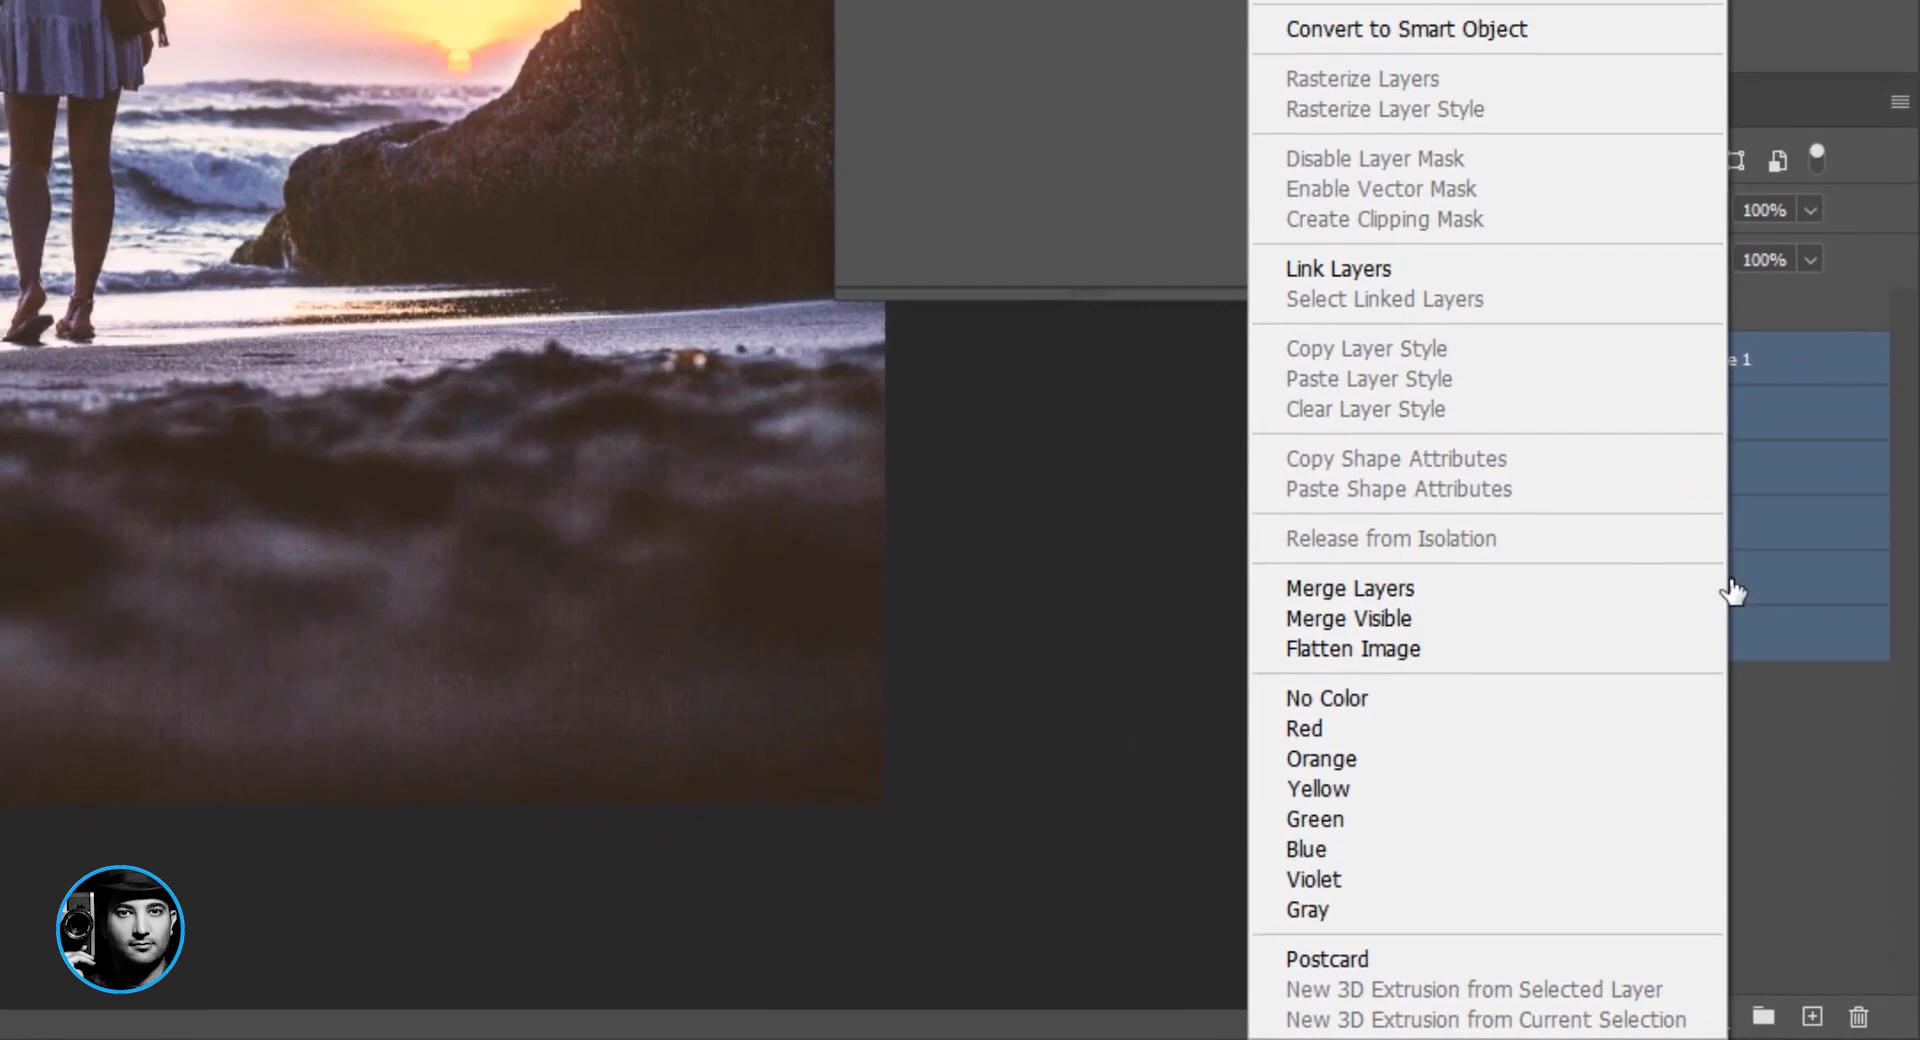 Convert to Smart Object
Rasterize Layers
Rasterize Layer Style
Disable Layer Mask
Enable Vector Mask
Create Clipping Mask
100%
Link Layers
100%
Select Linked Layers
Copy Layer Style
e 1
Paste Layer Style
Clear Layer Style
Copy Shape Attributes
Paste Shape Attributes
Release from Isolation
Merge Layers
Merge Visible
Flatten Image
No Color
Red
Orange
Yellow
Green
Blue
Violet
Gray
Postcard
New 3D Extrusion from Selected Layer
New 3D Extrusion from Current Selection